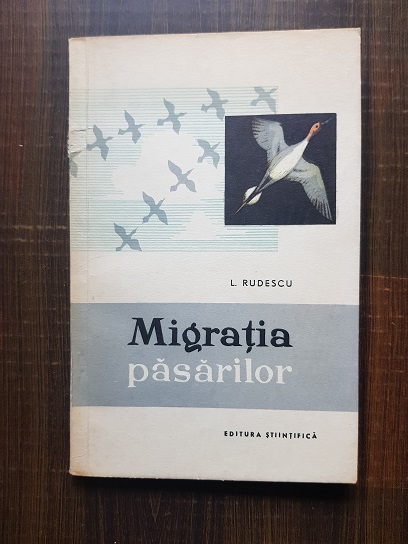 L. RUDESCU
Migrația
păsărilor
EDITURA ȘTIINȚIFICĂ